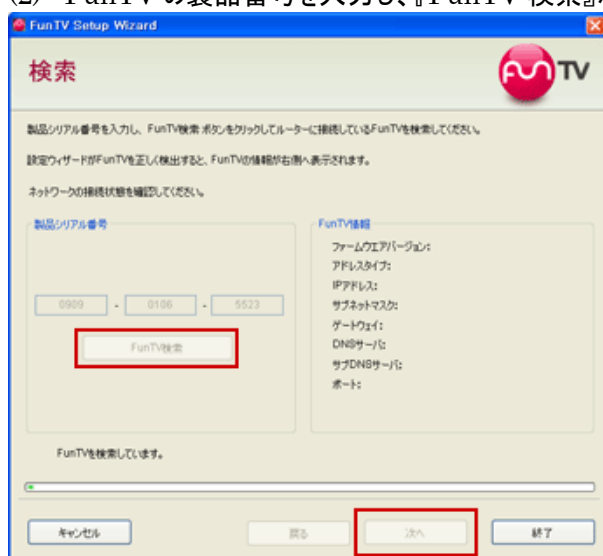 (2) FunTVの製品番号を入力し、『FunTV検索』
FunTV Setup Wizard
検索
FUN TV
製品シリアル番号を入力し、FunTV検索 ボタンをクリックしてルーターに接続しているFunTVを検索してください。
設定ウィザードがFunTVを正しく検出すると、FunTVの情報が右側へ表示されます。
ネットワークの接続状態を確認してください。
製品シリアル番号
0909 - 0106 - 5523
FunTV検索
FunTV情報
ファームウエアバージョン:
アドレスタイプ:
IPアドレス:
サブネットマスク:
ゲートウェイ:
DNSサーバ:
サブDNSサーバ:
ポート:
FunTVを検索しています。
キャンセル
戻る
次へ
終了